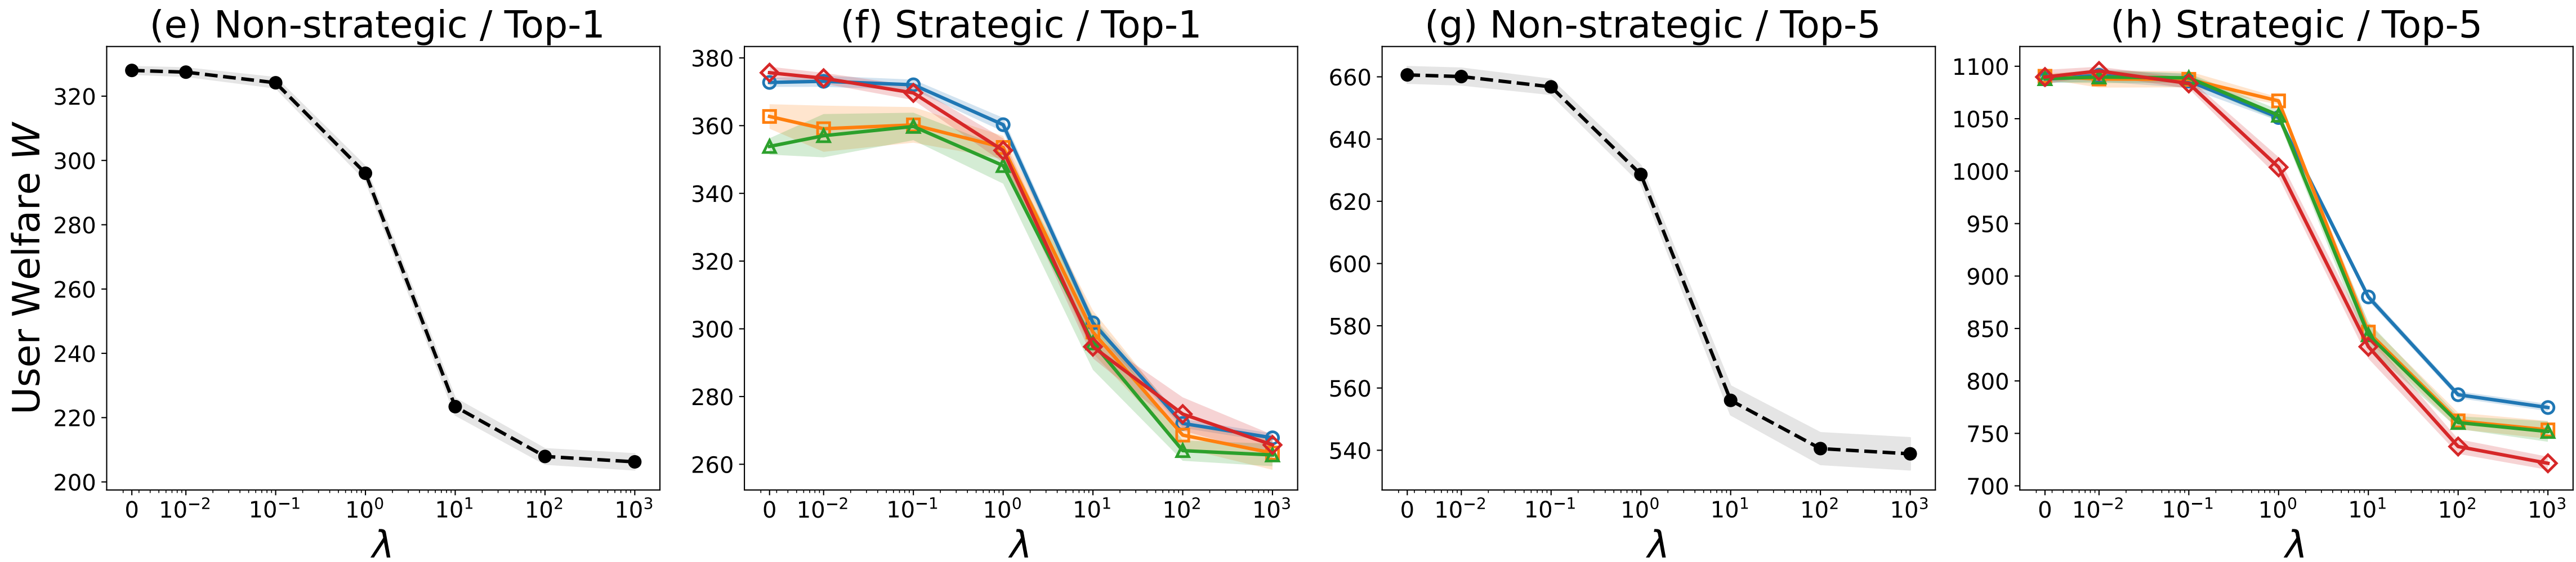 (e) Non-strategic / Top-1
User Welfare W
320
300
280
260
240
220
200
0 10⁻² 10⁻¹ 10⁰ 10¹ 10² 10³
λ
(f) Strategic / Top-1
380
360
340
320
300
280
260
0 10⁻² 10⁻¹ 10⁰ 10¹ 10² 10³
λ
(g) Non-strategic / Top-5
660
640
620
600
580
560
540
0 10⁻² 10⁻¹ 10⁰ 10¹ 10² 10³
λ
(h) Strategic / Top-5
1100
1050
1000
950
900
850
800
750
700
0 10⁻² 10⁻¹ 10⁰ 10¹ 10² 10³
λ